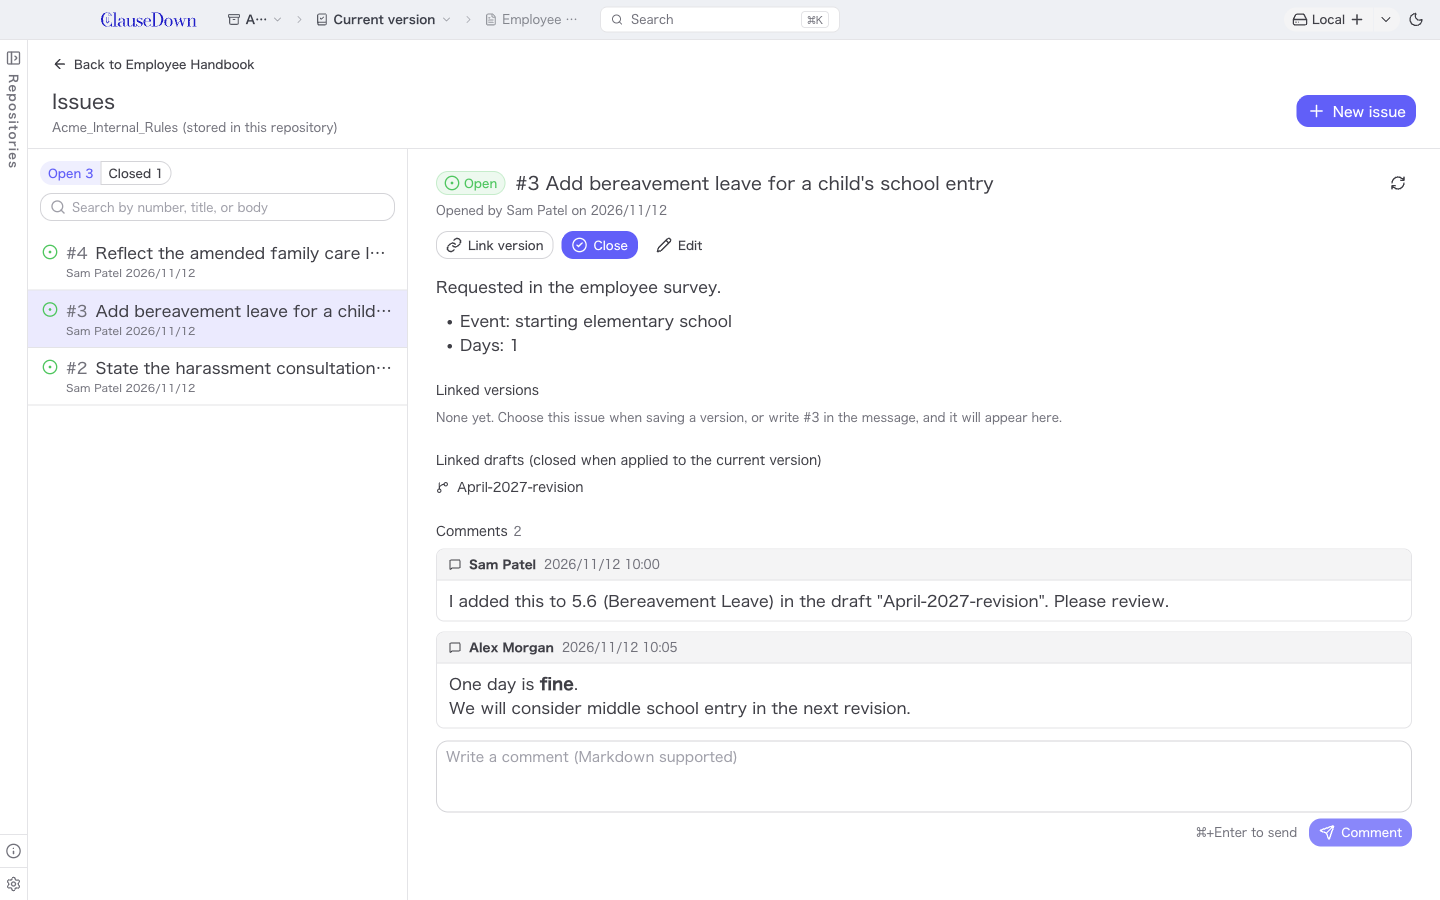 ClauseDown
A···
Current version
Employee ···
Search
⌘K
Local
Repositories
Back to Employee Handbook
Issues
Acme_Internal_Rules (stored in this repository)
New issue
Open 3
Closed 1
Search by number, title, or body
#4 Reflect the amended family care l···
Sam Patel 2026/11/12
#3 Add bereavement leave for a child···
Sam Patel 2026/11/12
#2 State the harassment consultation···
Sam Patel 2026/11/12
Open #3 Add bereavement leave for a child's school entry
Opened by Sam Patel on 2026/11/12
Link version
Close
Edit
Requested in the employee survey.
• Event: starting elementary school
• Days: 1
Linked versions
None yet. Choose this issue when saving a version, or write #3 in the message, and it will appear here.
Linked drafts (closed when applied to the current version)
April-2027-revision
Comments 2
Sam Patel 2026/11/12 10:00
I added this to 5.6 (Bereavement Leave) in the draft "April-2027-revision". Please review.
Alex Morgan 2026/11/12 10:05
One day is fine.
We will consider middle school entry in the next revision.
Write a comment (Markdown supported)
⌘+Enter to send
Comment